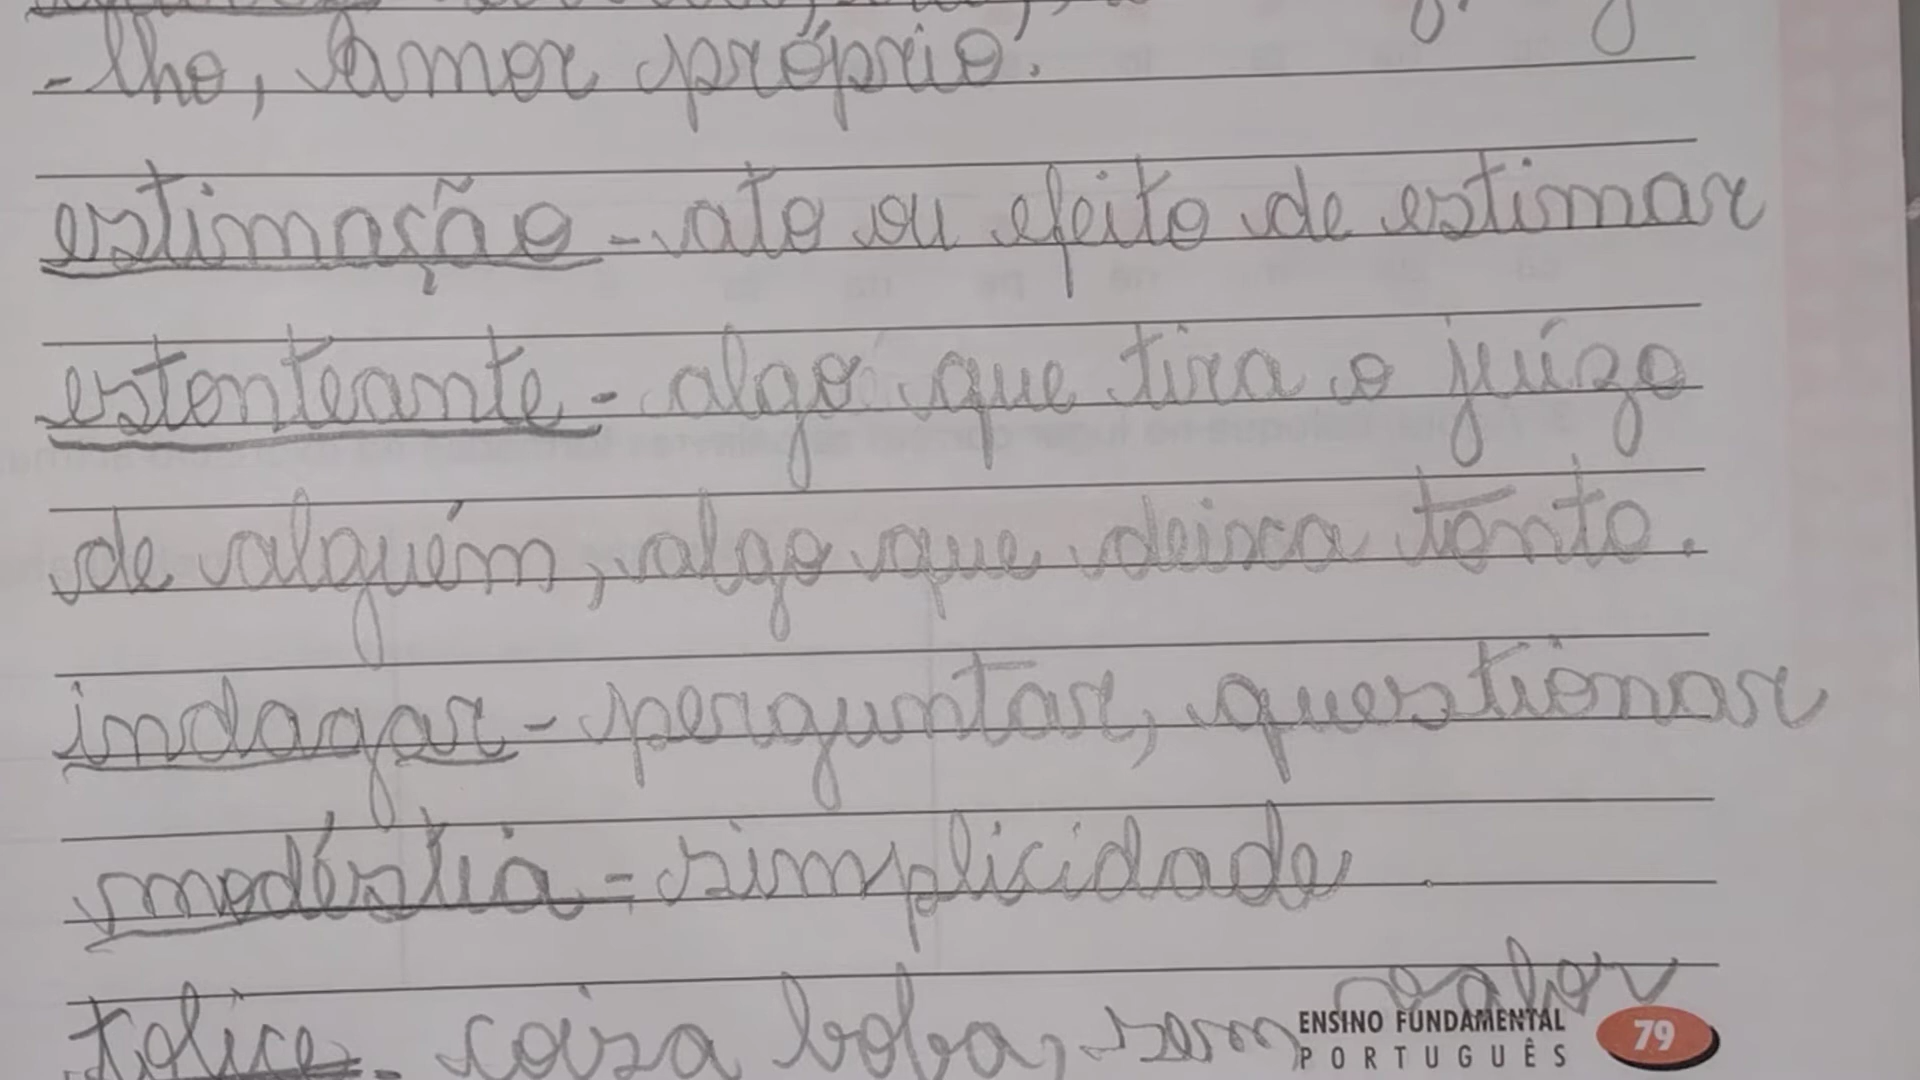 -lho, Amor próprio.
estimação - ato ou efeito de estimar
estonteante - algo que tira o juízo
de alguém, algo que deixa tonto.
indagar - perguntar, questionar
modéstia - simplicidade
tolice - coisa boba, sem valor
ENSINO FUNDAMENTAL
PORTUGUÊS
79